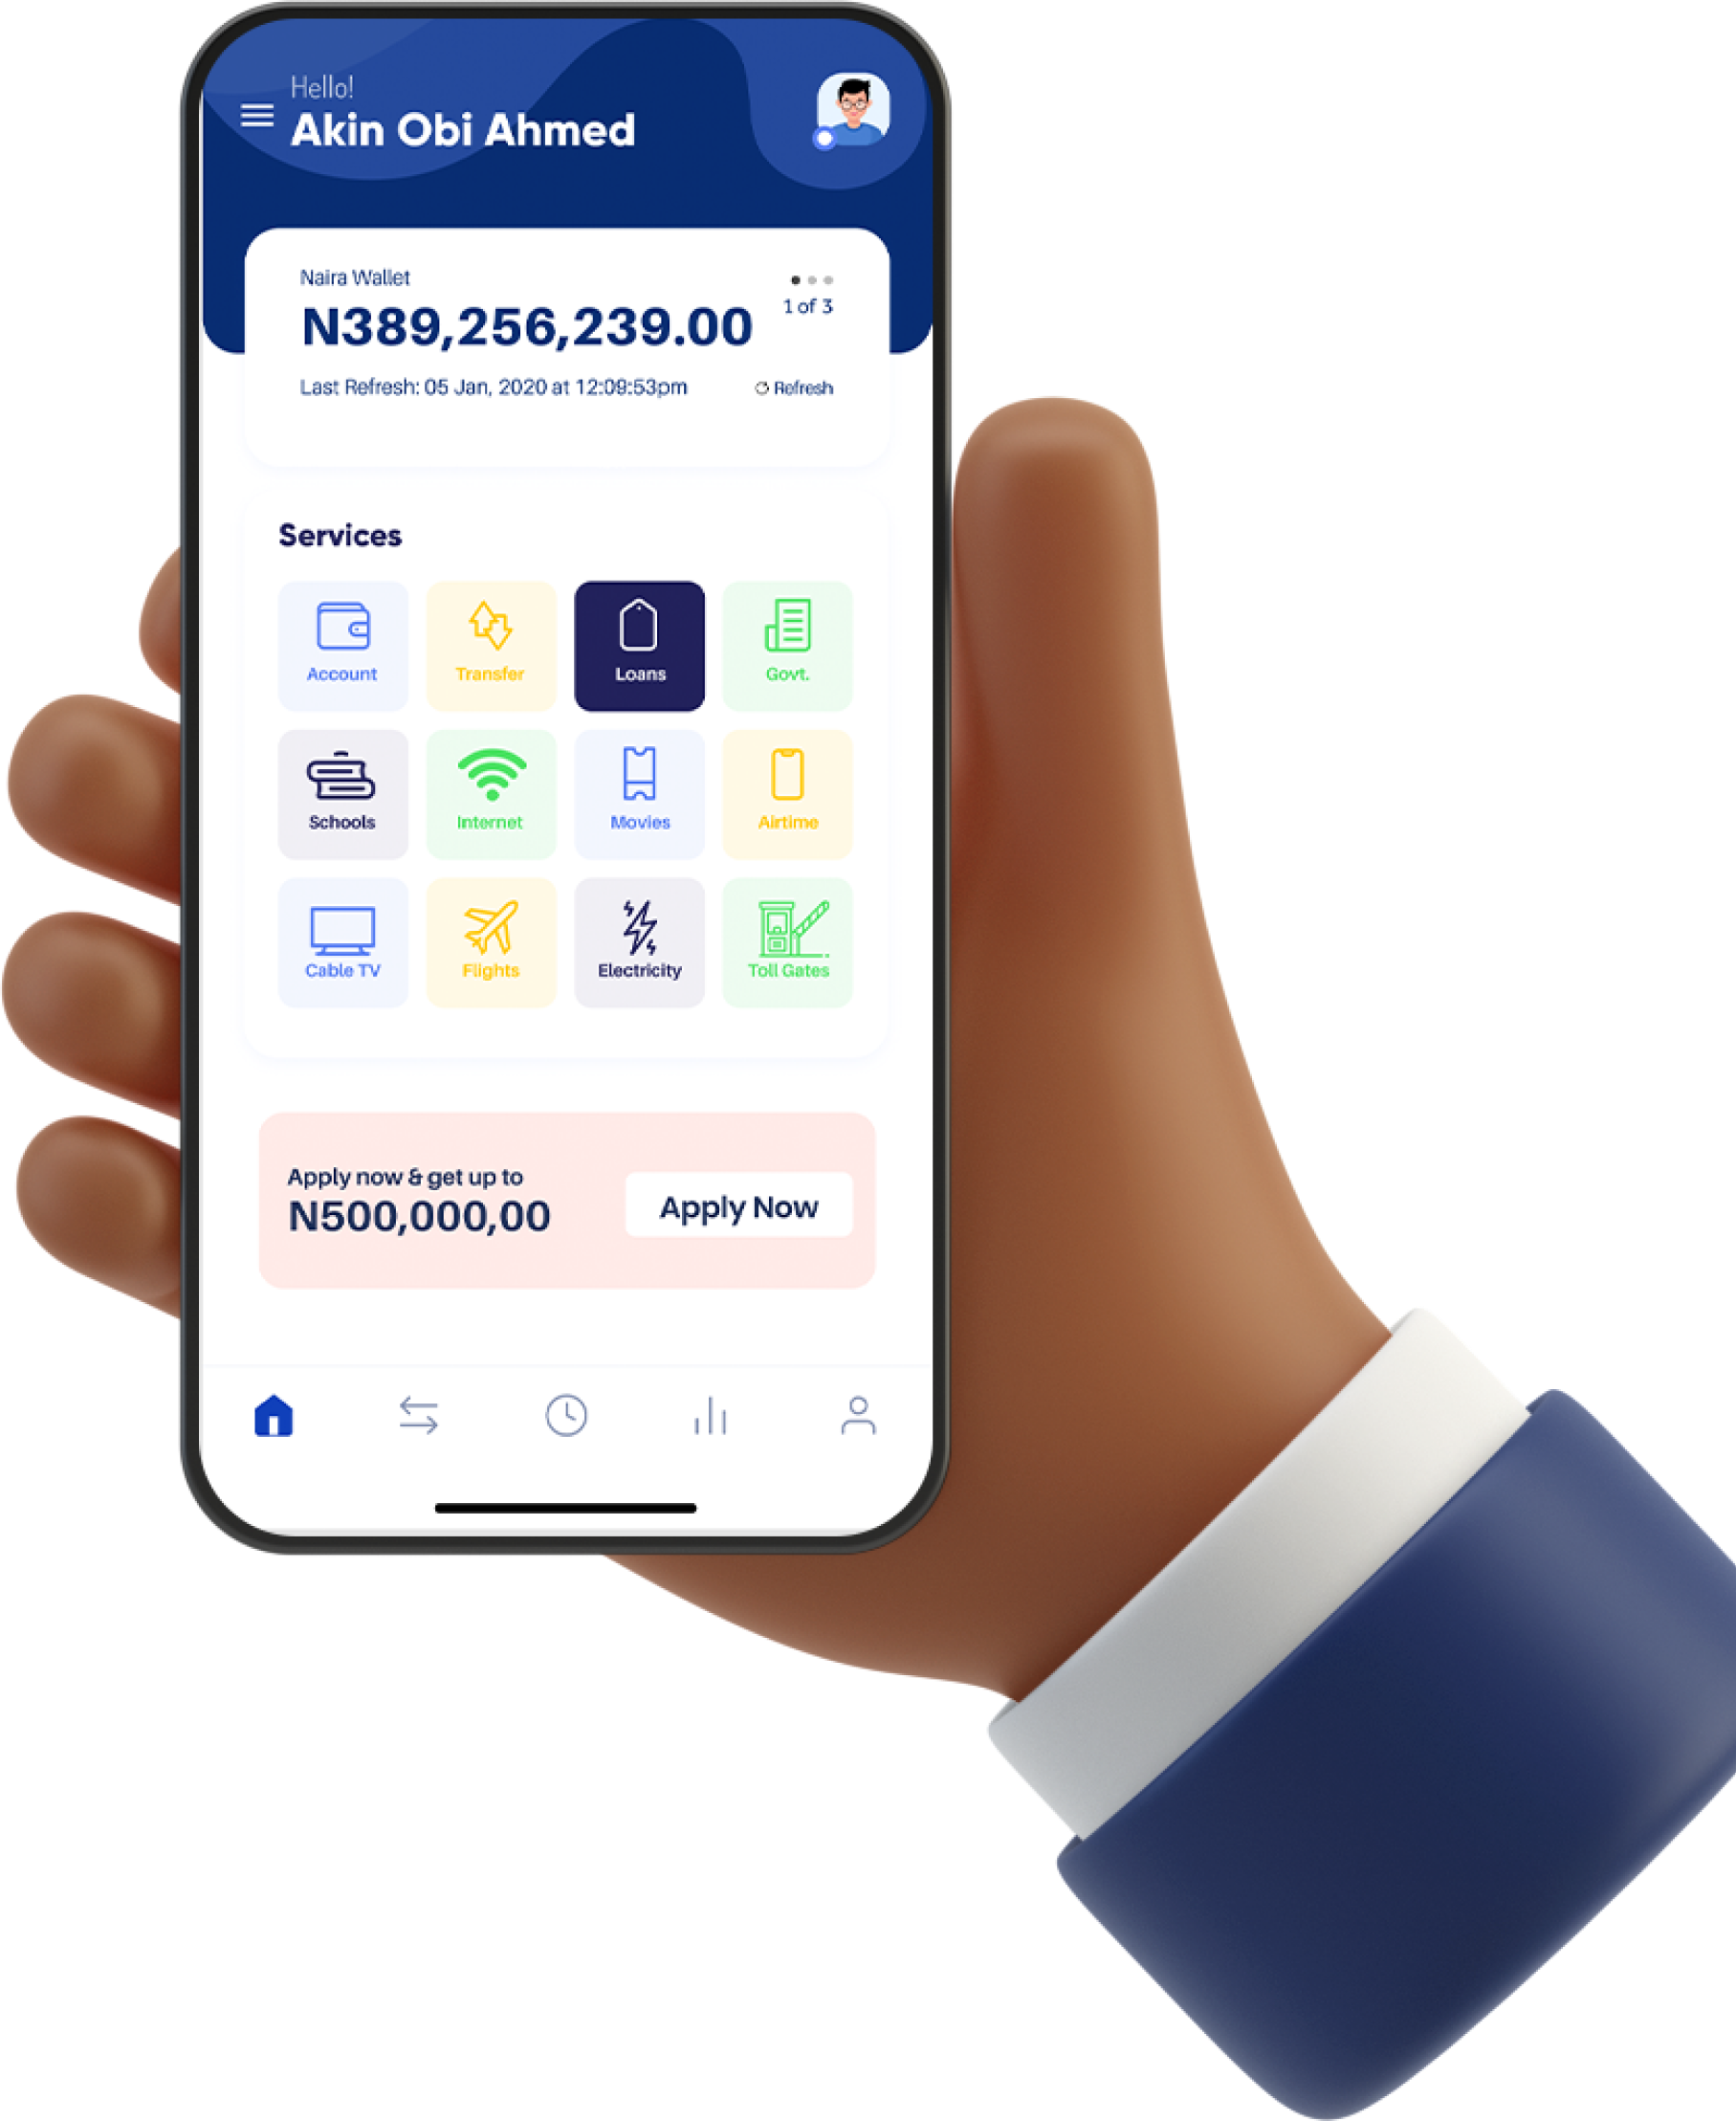 Hello!
Akin Obi Ahmed
Naira Wallet
1 of 3
N389,256,239.00
Last Refresh: 05 Jan, 2020 at 12:09:53pm
Refresh
Services
Account
Transfer
Loans
Govt.
Schools
Internet
Movies
Airtime
Cable TV
Flights
Electricity
Toll Gates
Apply now & get up to
N500,000,00
Apply Now